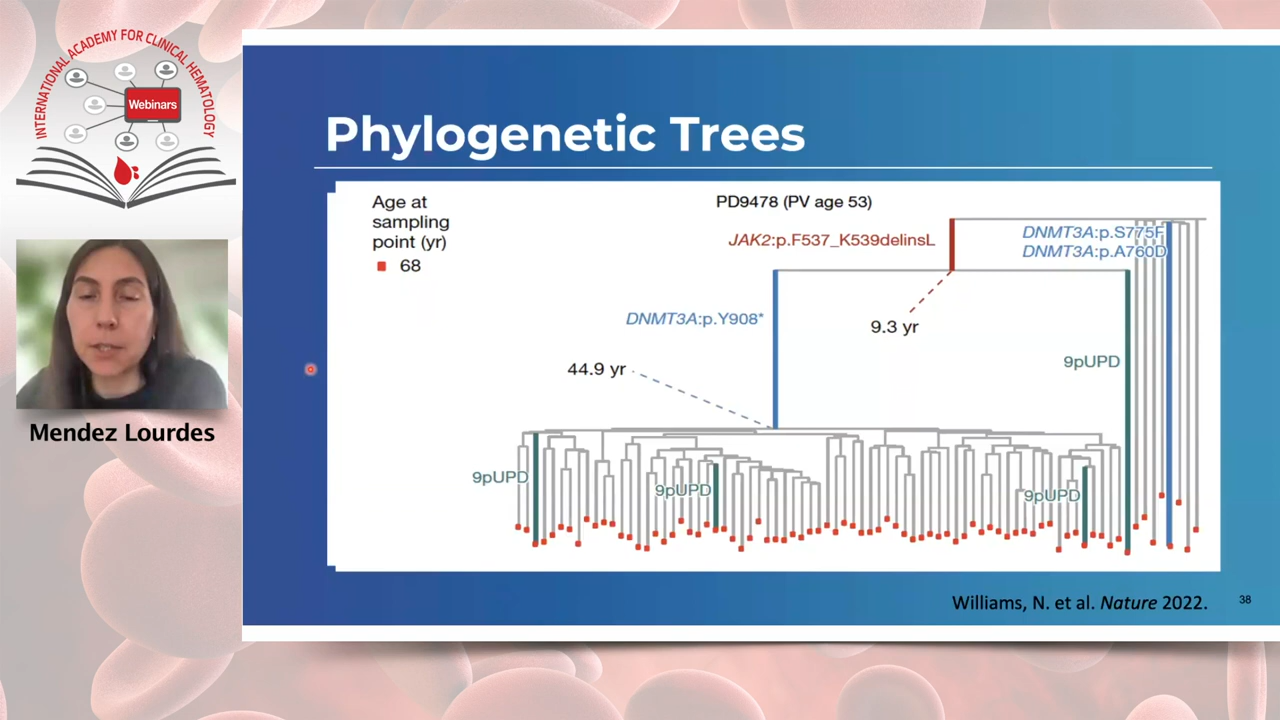 INTERNATIONAL ACADEMY FOR CLINICAL HEMATOLOGY
Webinars
Mendez Lourdes
Phylogenetic Trees
Age at
sampling
point (yr)
68
PD9478 (PV age 53)
JAK2:p.F537_K539delinsL
DNMT3A:p.S775F
DNMT3A:p.A760D
DNMT3A:p.Y908*
9.3 yr
44.9 yr
9pUPD
9pUPD
9pUPD
9pUPD
Williams, N. et al. Nature 2022.
38